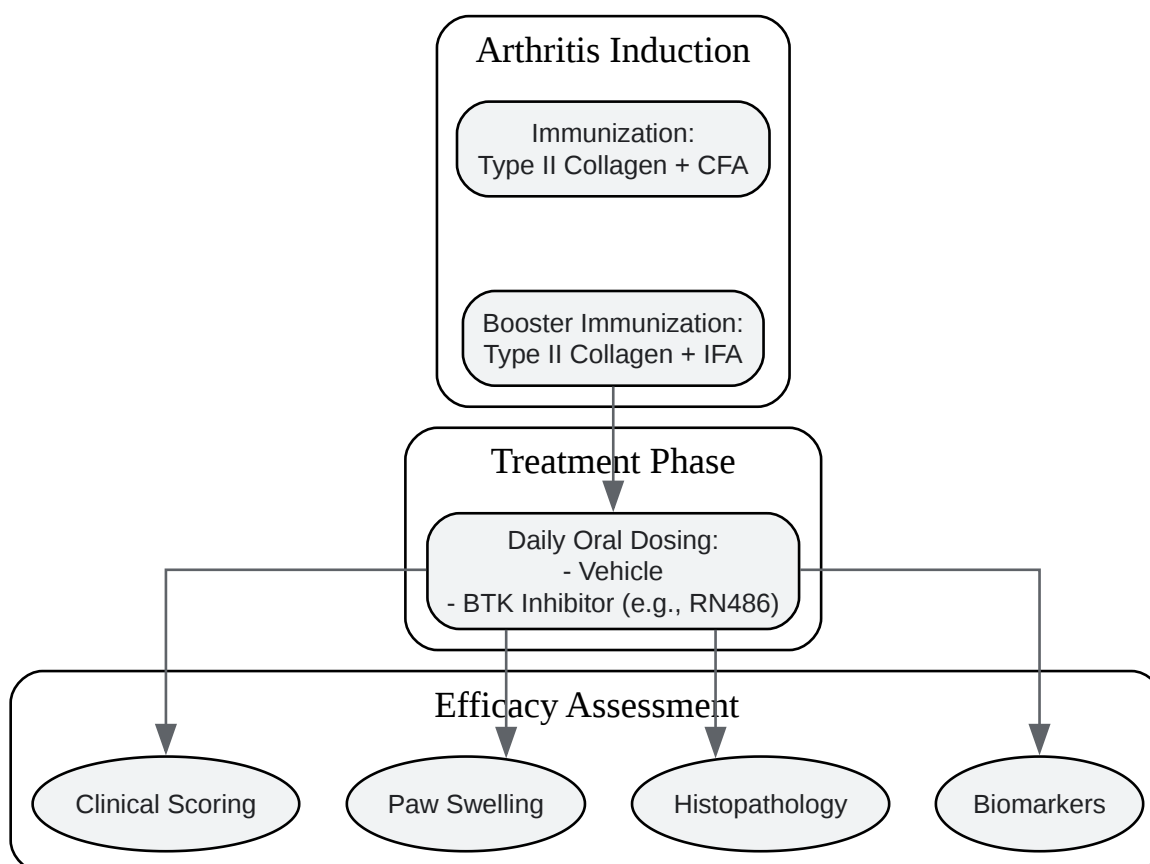 Arthritis Induction
Immunization:
Type II Collagen + CFA
Booster Immunization:
Type II Collagen + IFA
Treatment Phase
Daily Oral Dosing:
- Vehicle
- BTK Inhibitor (e.g., RN486)
Efficacy Assessment
Clinical Scoring
Paw Swelling
Histopathology
Biomarkers